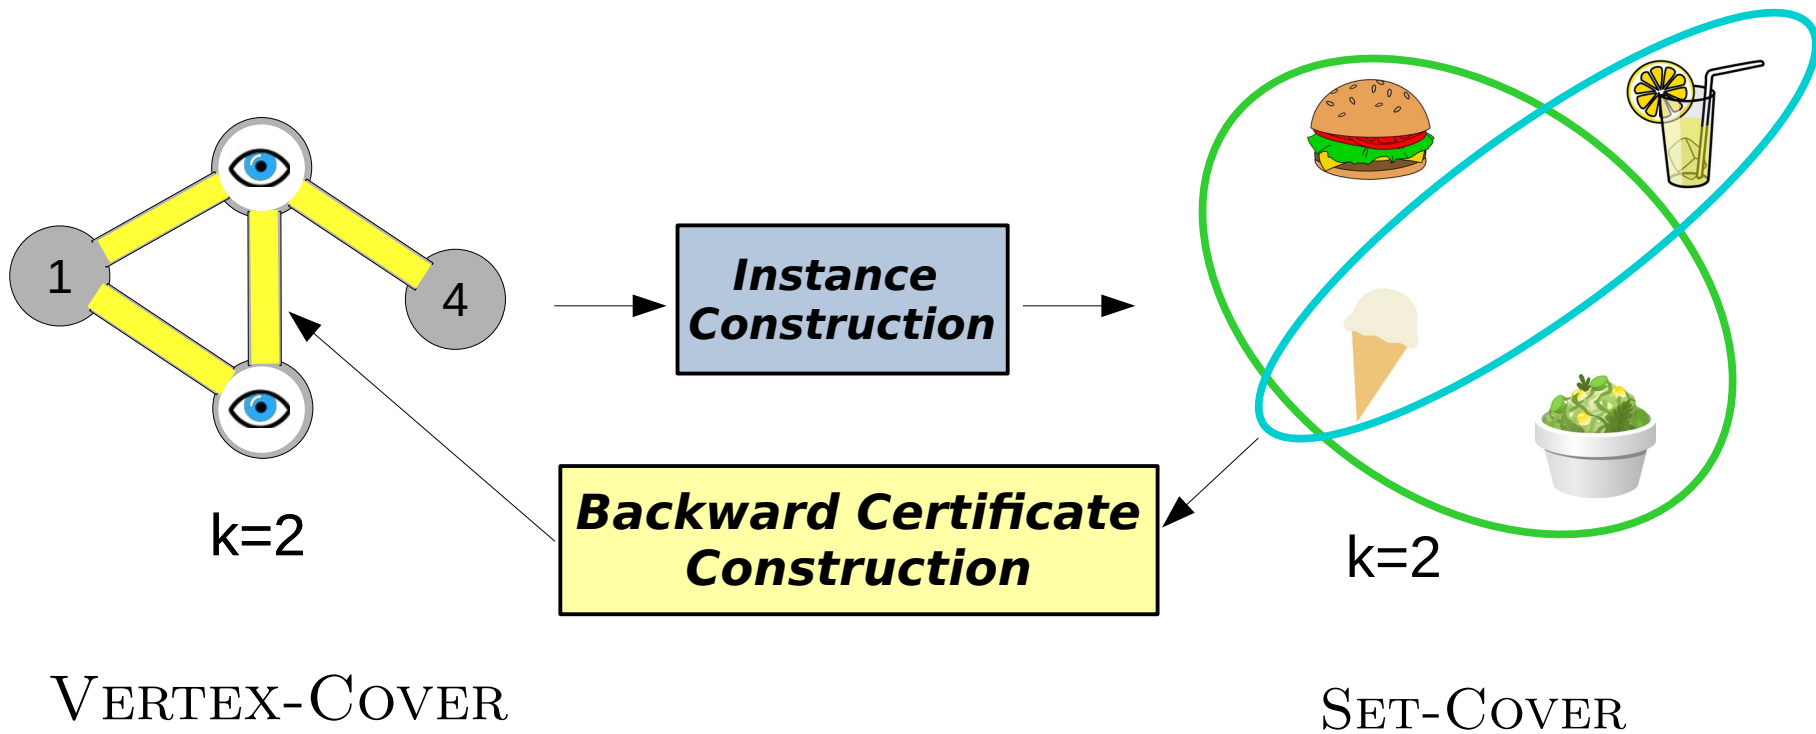 1
4
Instance
Construction
Backward Certificate
Construction
k=2
k=2
VERTEX-COVER
SET-COVER